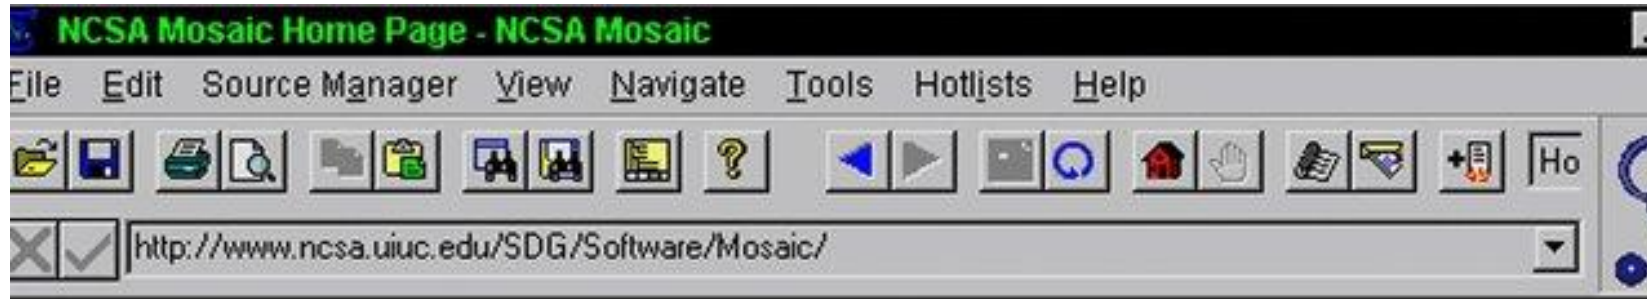 NCSA Mosaic Home Page - NCSA Mosaic
File Edit Source Manager View Navigate Tools Hotlists Help
Ho
http://www.ncsa.uiuc.edu/SDG/Software/Mosaic/